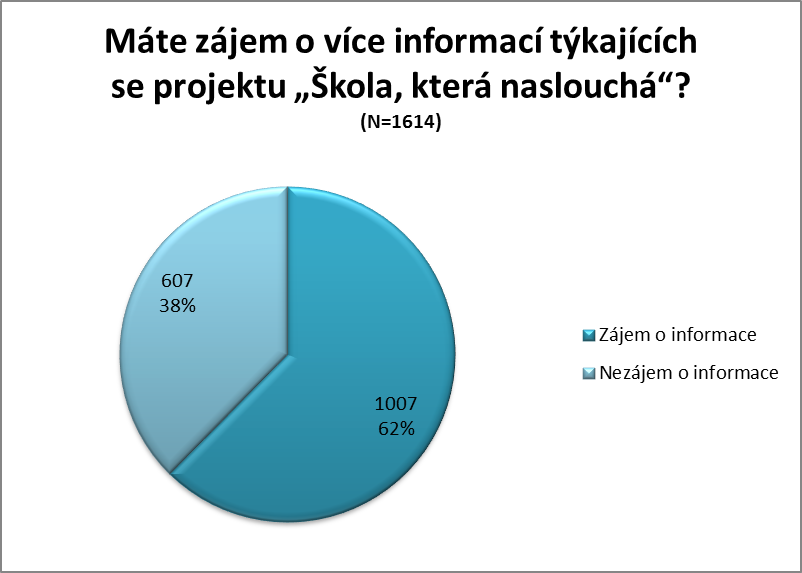 Máte zájem o více informací týkajících
se projektu „Škola, která naslouchá“?
(N=1614)
607
38%
1007
62%
Zájem o informace
Nezájem o informace